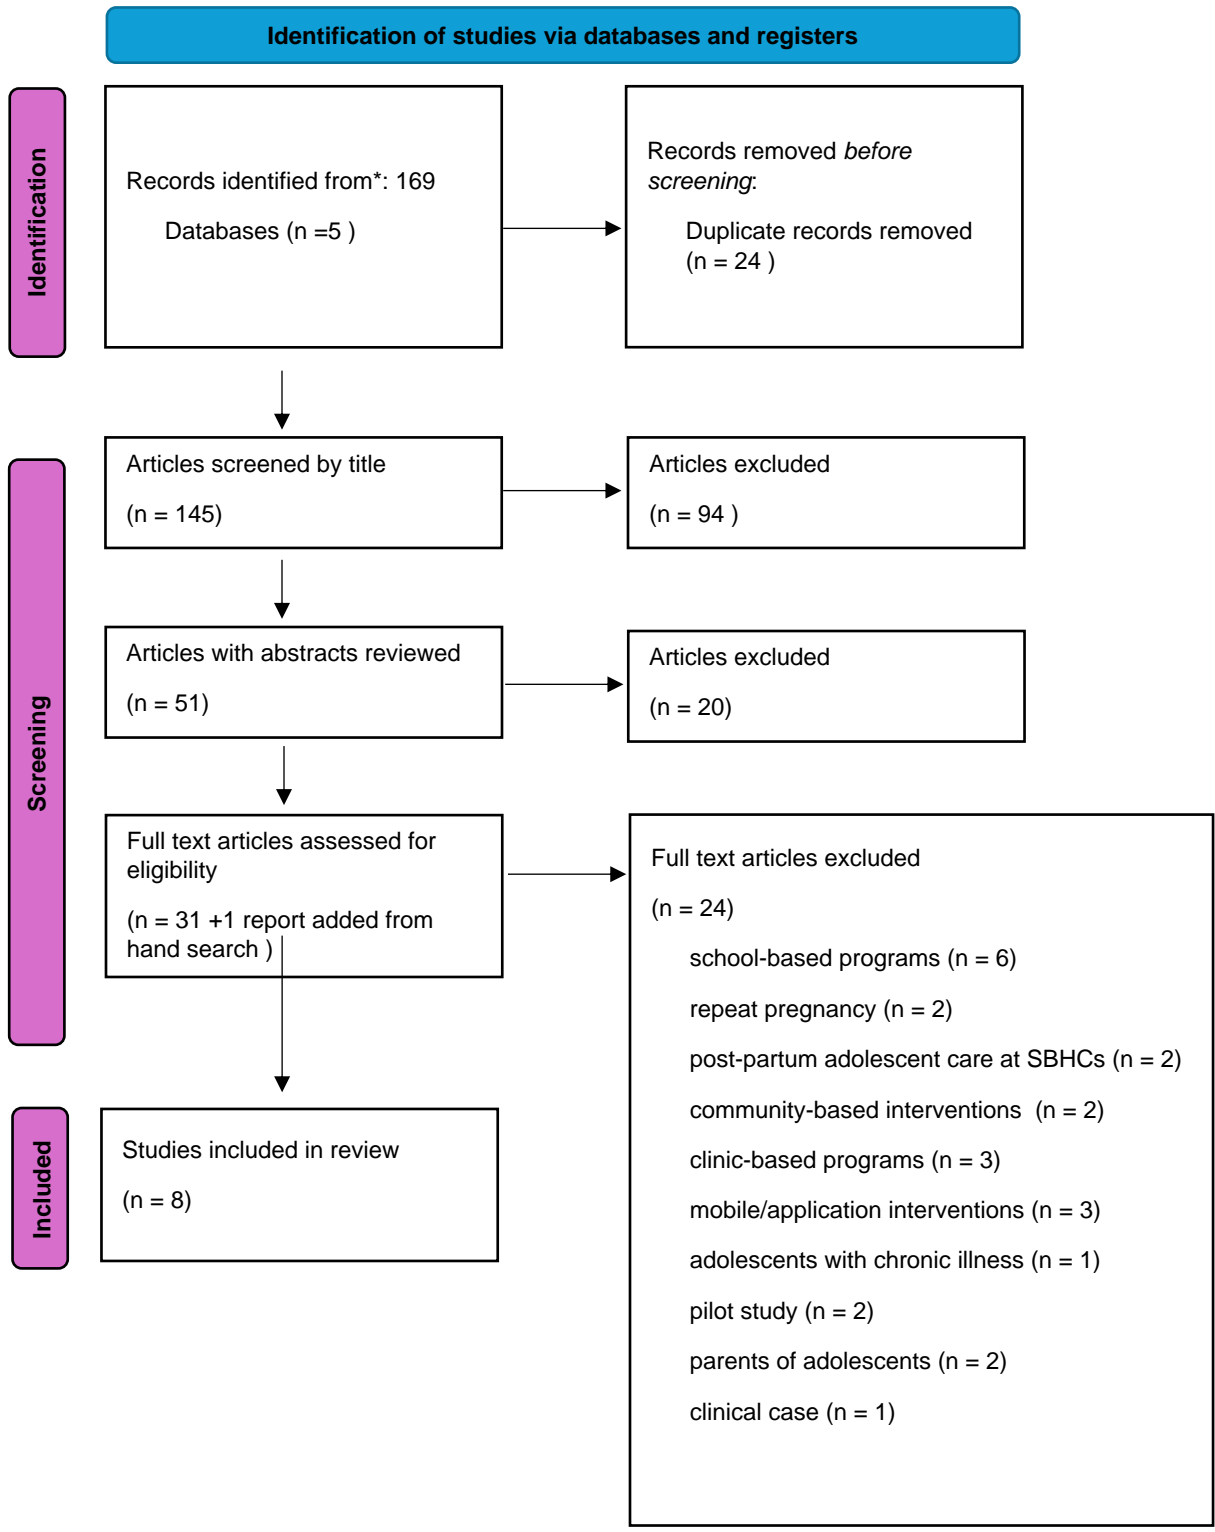 Identification of studies via databases and registers
Identification
Records identified from*: 169
Databases (n =5 )
Records removed before
screening:
Duplicate records removed
(n = 24 )
Screening
Articles screened by title
(n = 145)
Articles excluded
(n = 94 )
Articles with abstracts reviewed
(n = 51)
Articles excluded
(n = 20)
Full text articles assessed for
eligibility
(n = 31 +1 report added from
hand search )
Full text articles excluded
(n = 24)
school-based programs (n = 6)
repeat pregnancy (n = 2)
post-partum adolescent care at SBHCs (n = 2)
community-based interventions  (n = 2)
clinic-based programs (n = 3)
mobile/application interventions (n = 3)
adolescents with chronic illness (n = 1)
pilot study (n = 2)
parents of adolescents (n = 2)
clinical case (n = 1)
Included
Studies included in review
(n = 8)